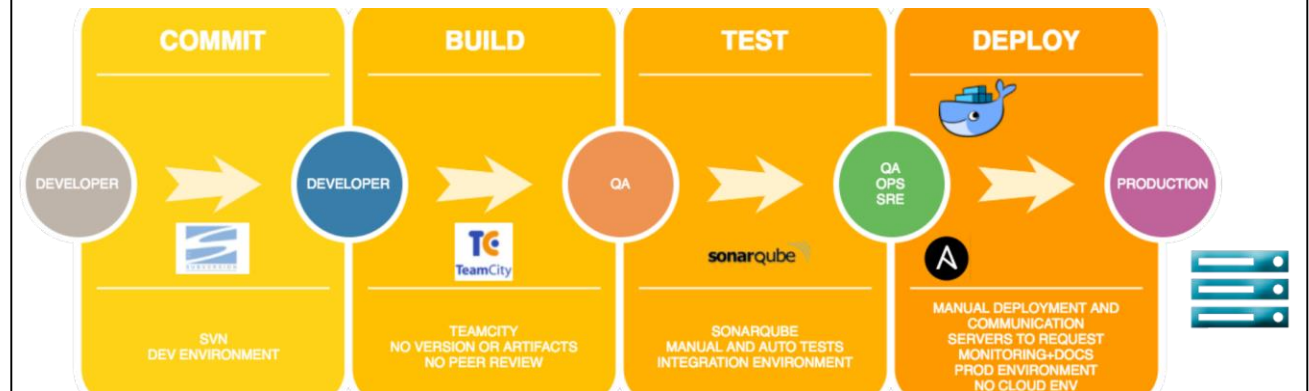 COMMIT
BUILD
TEST
DEPLOY
DEVELOPER
DEVELOPER
QA
QA
OPS
SRE
PRODUCTION
SUBVERSION
TC
TeamCity
sonarqube
A
SVN
DEV ENVIRONMENT
TEAMCITY
NO VERSION OR ARTIFACTS
NO PEER REVIEW
SONARQUBE
MANUAL AND AUTO TESTS
INTEGRATION ENVIRONMENT
MANUAL DEPLOYMENT AND
COMMUNICATION
SERVERS TO REQUEST
MONITORING+DOCS
PROD ENVIRONMENT
NO CLOUD ENV